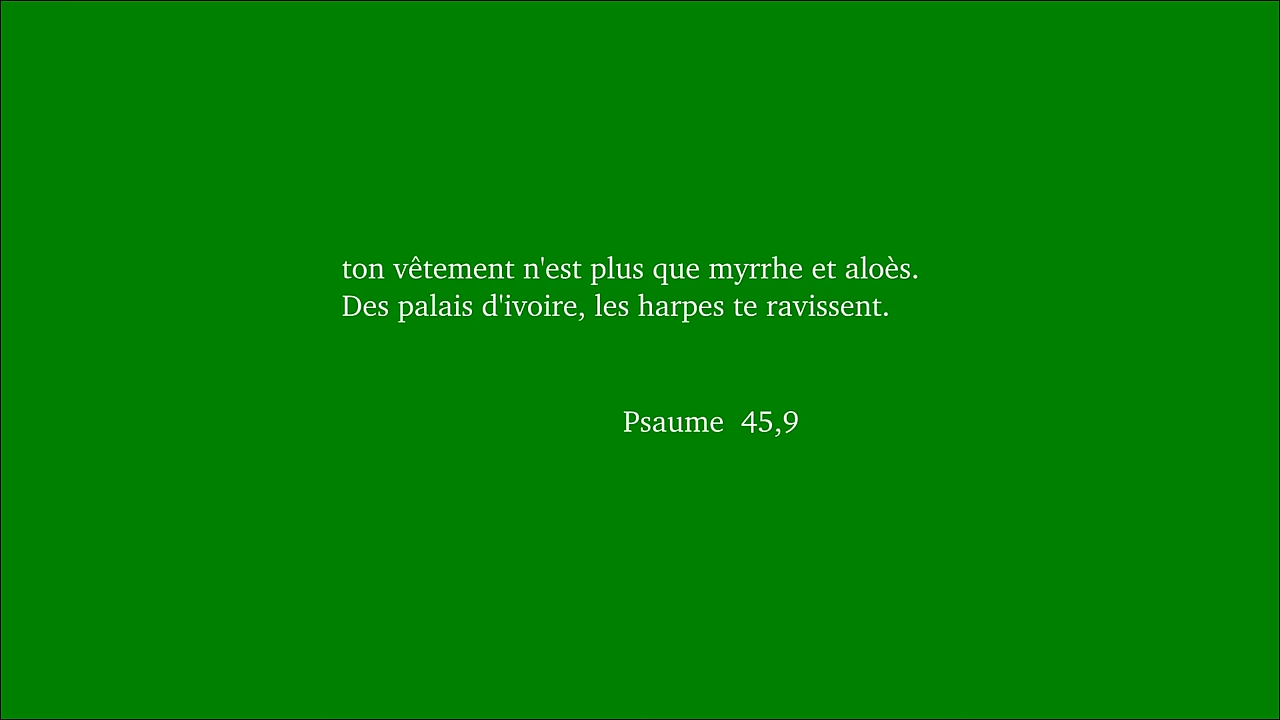 ton vêtement n'est plus que myrrhe et aloès.
Des palais d'ivoire, les harpes te ravissent.
Psaume  45,9